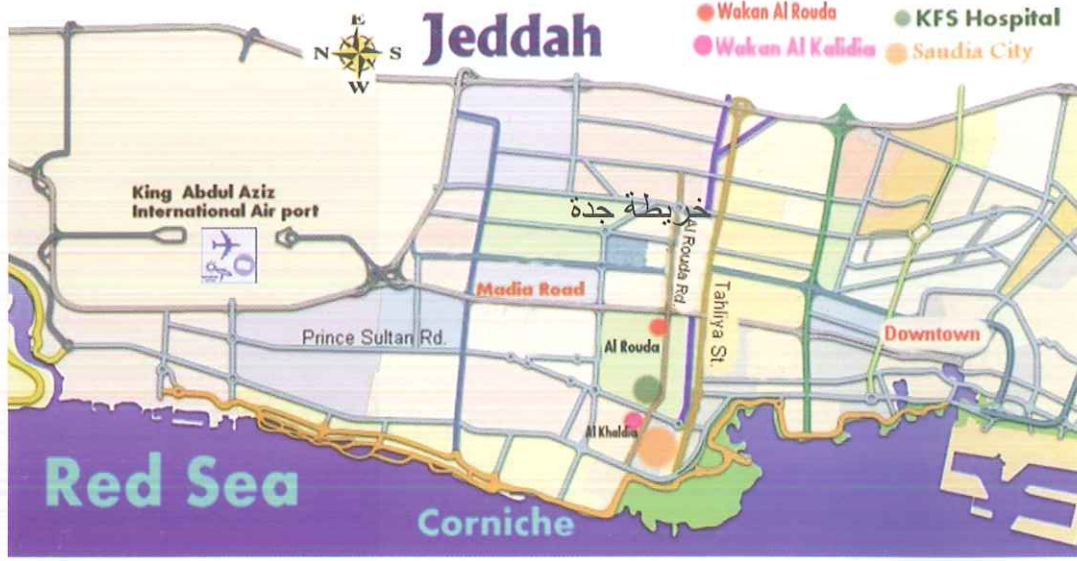 E
N S
W
Jeddah
Wakan Al Rouda
KFS Hospital
Wakan Al Kalidia
Saudia City
King Abdul Aziz
International Air port
خريطة جدة
Al Rouda Rd.
Tahliya St.
Madia Road
Prince Sultan Rd.
Al Rouda
Downtown
Al Khaldia
Red Sea
Corniche